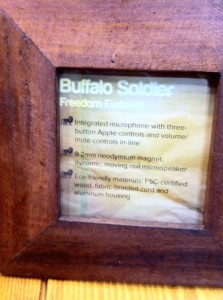 Buffalo Soldier
Freedom
Integrated microphone with three-
button Apple controls and volume/
mute controls in-line
9.2mm neodymium magnet,
dynamic, moving coil microspeaker
Eco-friendly materials: FSC-certified
wood, fabric braided cord and
aluminum housing